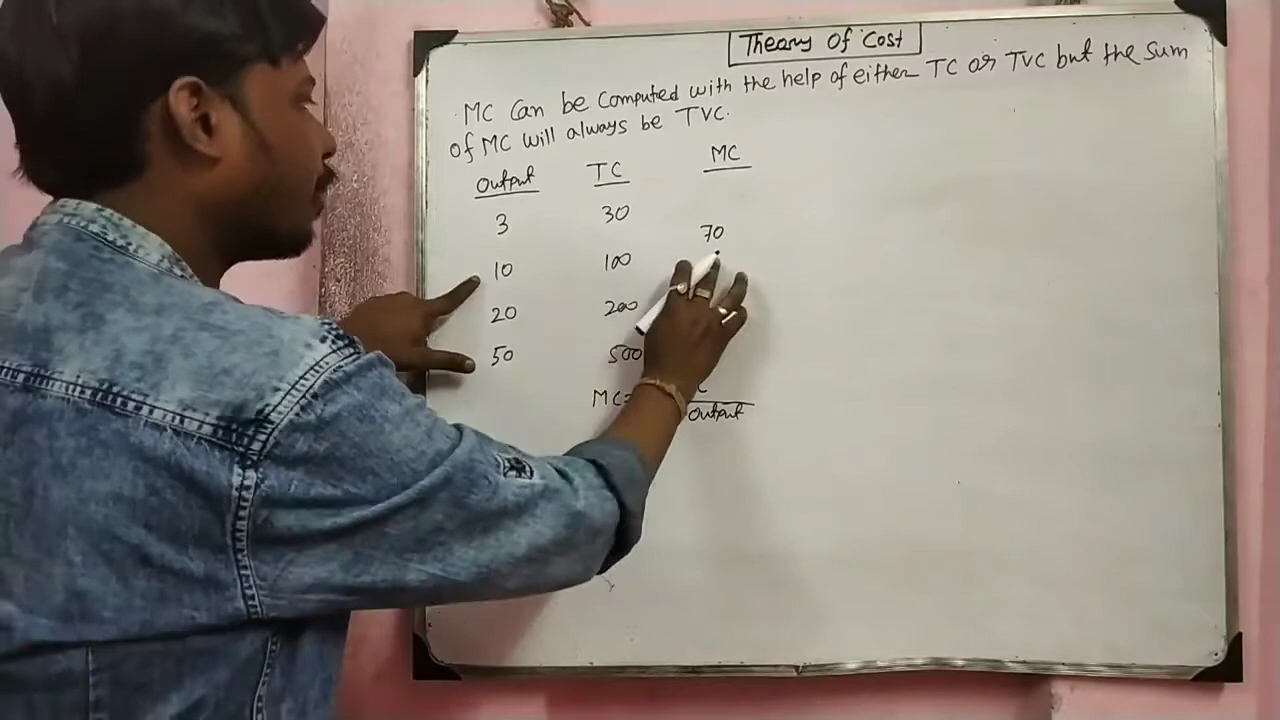 Theory Of Cost
MC Can be Computed with the help of either TC or TVC but the sum
of MC will always be TVC.
Output TC MC
3 30
70
10 100
20 200
50 500
MC=
Output